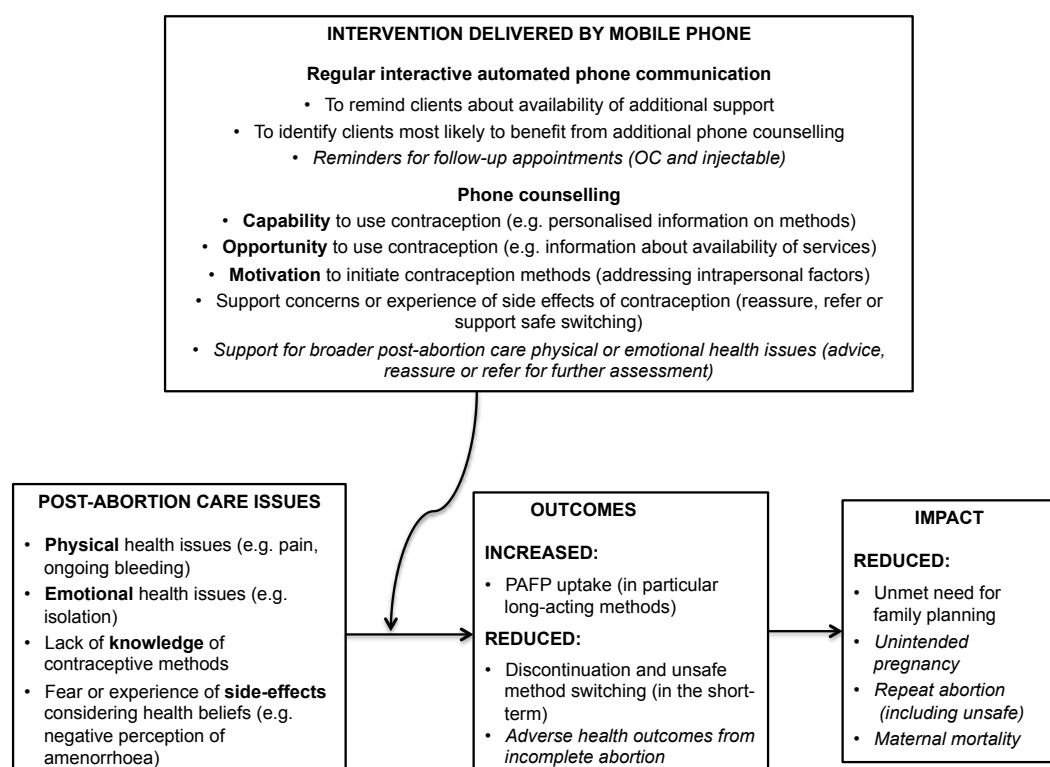 INTERVENTION DELIVERED BY MOBILE PHONE
Regular interactive automated phone communication
• To remind clients about availability of additional support
• To identify clients most likely to benefit from additional phone counselling
• Reminders for follow-up appointments (OC and injectable)
Phone counselling
• Capability to use contraception (e.g. personalised information on methods)
• Opportunity to use contraception (e.g. information about availability of services)
• Motivation to initiate contraception methods (addressing intrapersonal factors)
• Support concerns or experience of side effects of contraception (reassure, refer or
support safe switching)
• Support for broader post-abortion care physical or emotional health issues (advice,
reassure or refer for further assessment)
POST-ABORTION CARE ISSUES
• Physical health issues (e.g. pain,
ongoing bleeding)
• Emotional health issues (e.g.
isolation)
• Lack of knowledge of
contraceptive methods
• Fear or experience of side-effects
considering health beliefs (e.g.
negative perception of
amenorrhoea)
OUTCOMES
INCREASED:
• PAFP uptake (in particular
long-acting methods)
REDUCED:
• Discontinuation and unsafe
method switching (in the short-
term)
• Adverse health outcomes from
incomplete abortion
IMPACT
REDUCED:
• Unmet need for
family planning
• Unintended
pregnancy
• Repeat abortion
(including unsafe)
• Maternal mortality